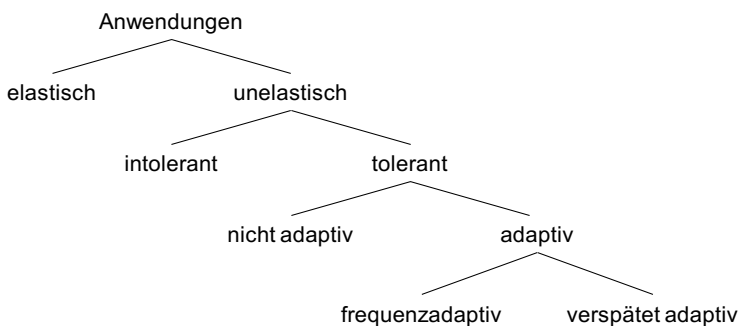 Anwendungen
elastisch unelastisch
intolerant tolerant
nicht adaptiv adaptiv
frequenzadaptiv verspätet adaptiv